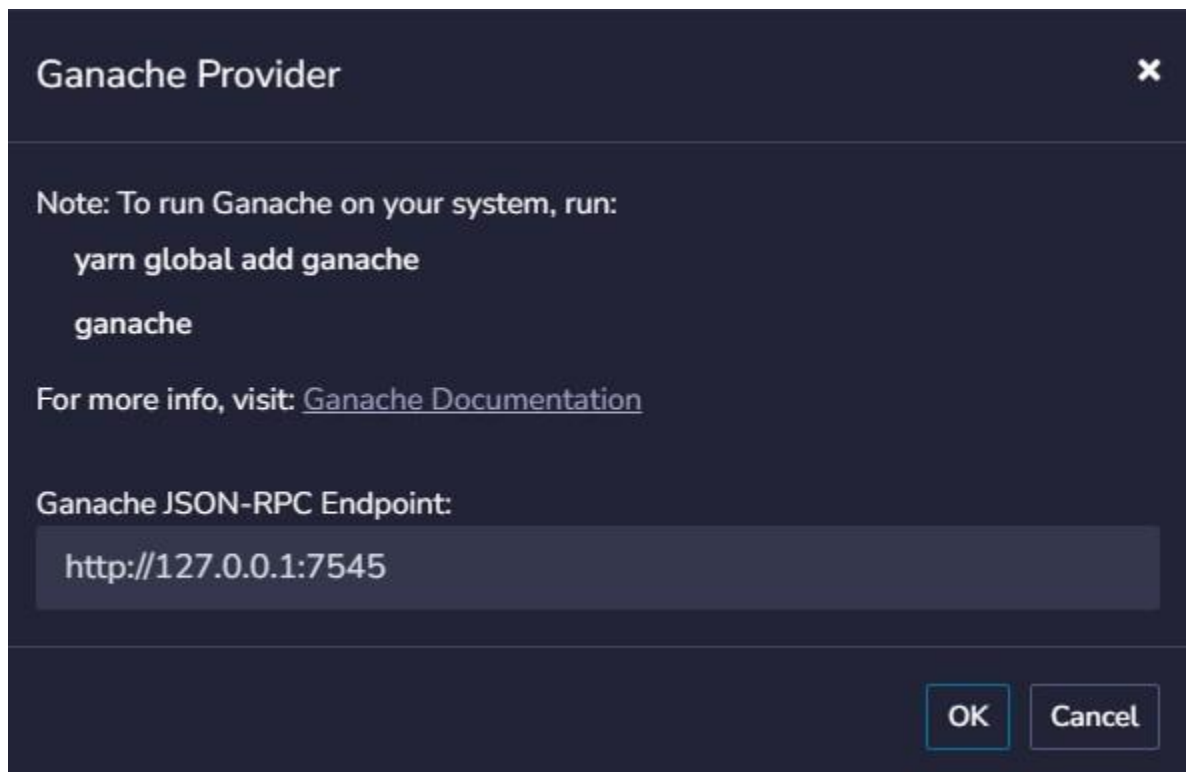 Ganache Provider
Note: To run Ganache on your system, run:
yarn global add ganache
ganache
For more info, visit: Ganache Documentation
Ganache JSON-RPC Endpoint:
http://127.0.0.1:7545
OK Cancel